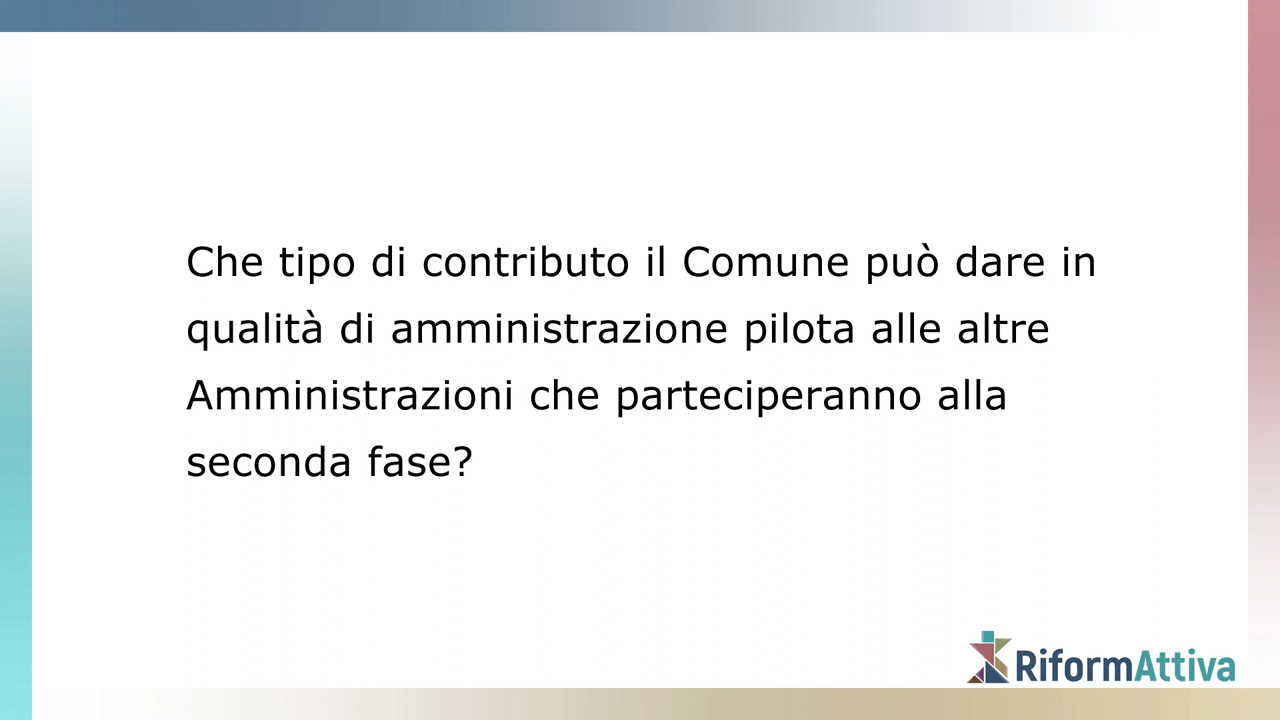 Che tipo di contributo il Comune può dare in
qualità di amministrazione pilota alle altre
Amministrazioni che parteciperanno alla
seconda fase?
RiformAttiva